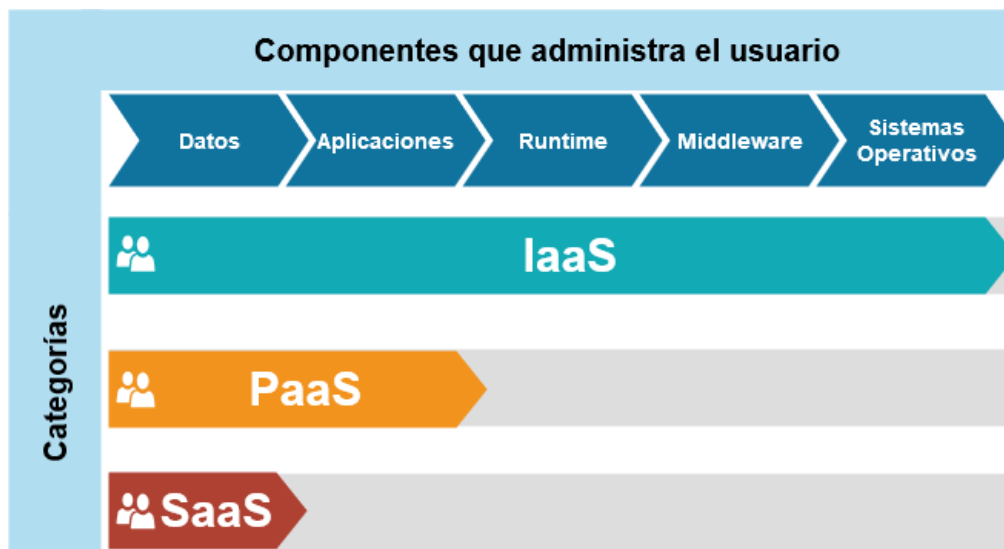 Componentes que administra el usuario
Datos
Aplicaciones
Runtime
Middleware
Sistemas
Operativos
Categorías
IaaS
PaaS
SaaS